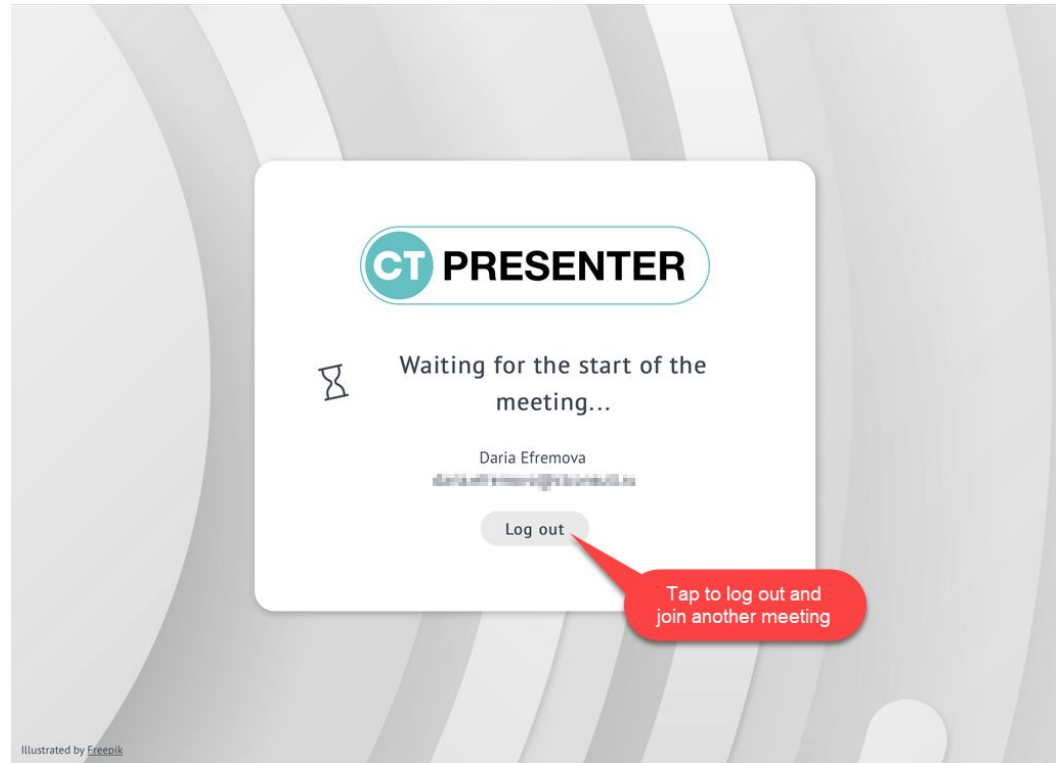 CT PRESENTER
Waiting for the start of the
meeting...
Daria Efremova
Log out
Tap to log out and
join another meeting
Illustrated by Freepik